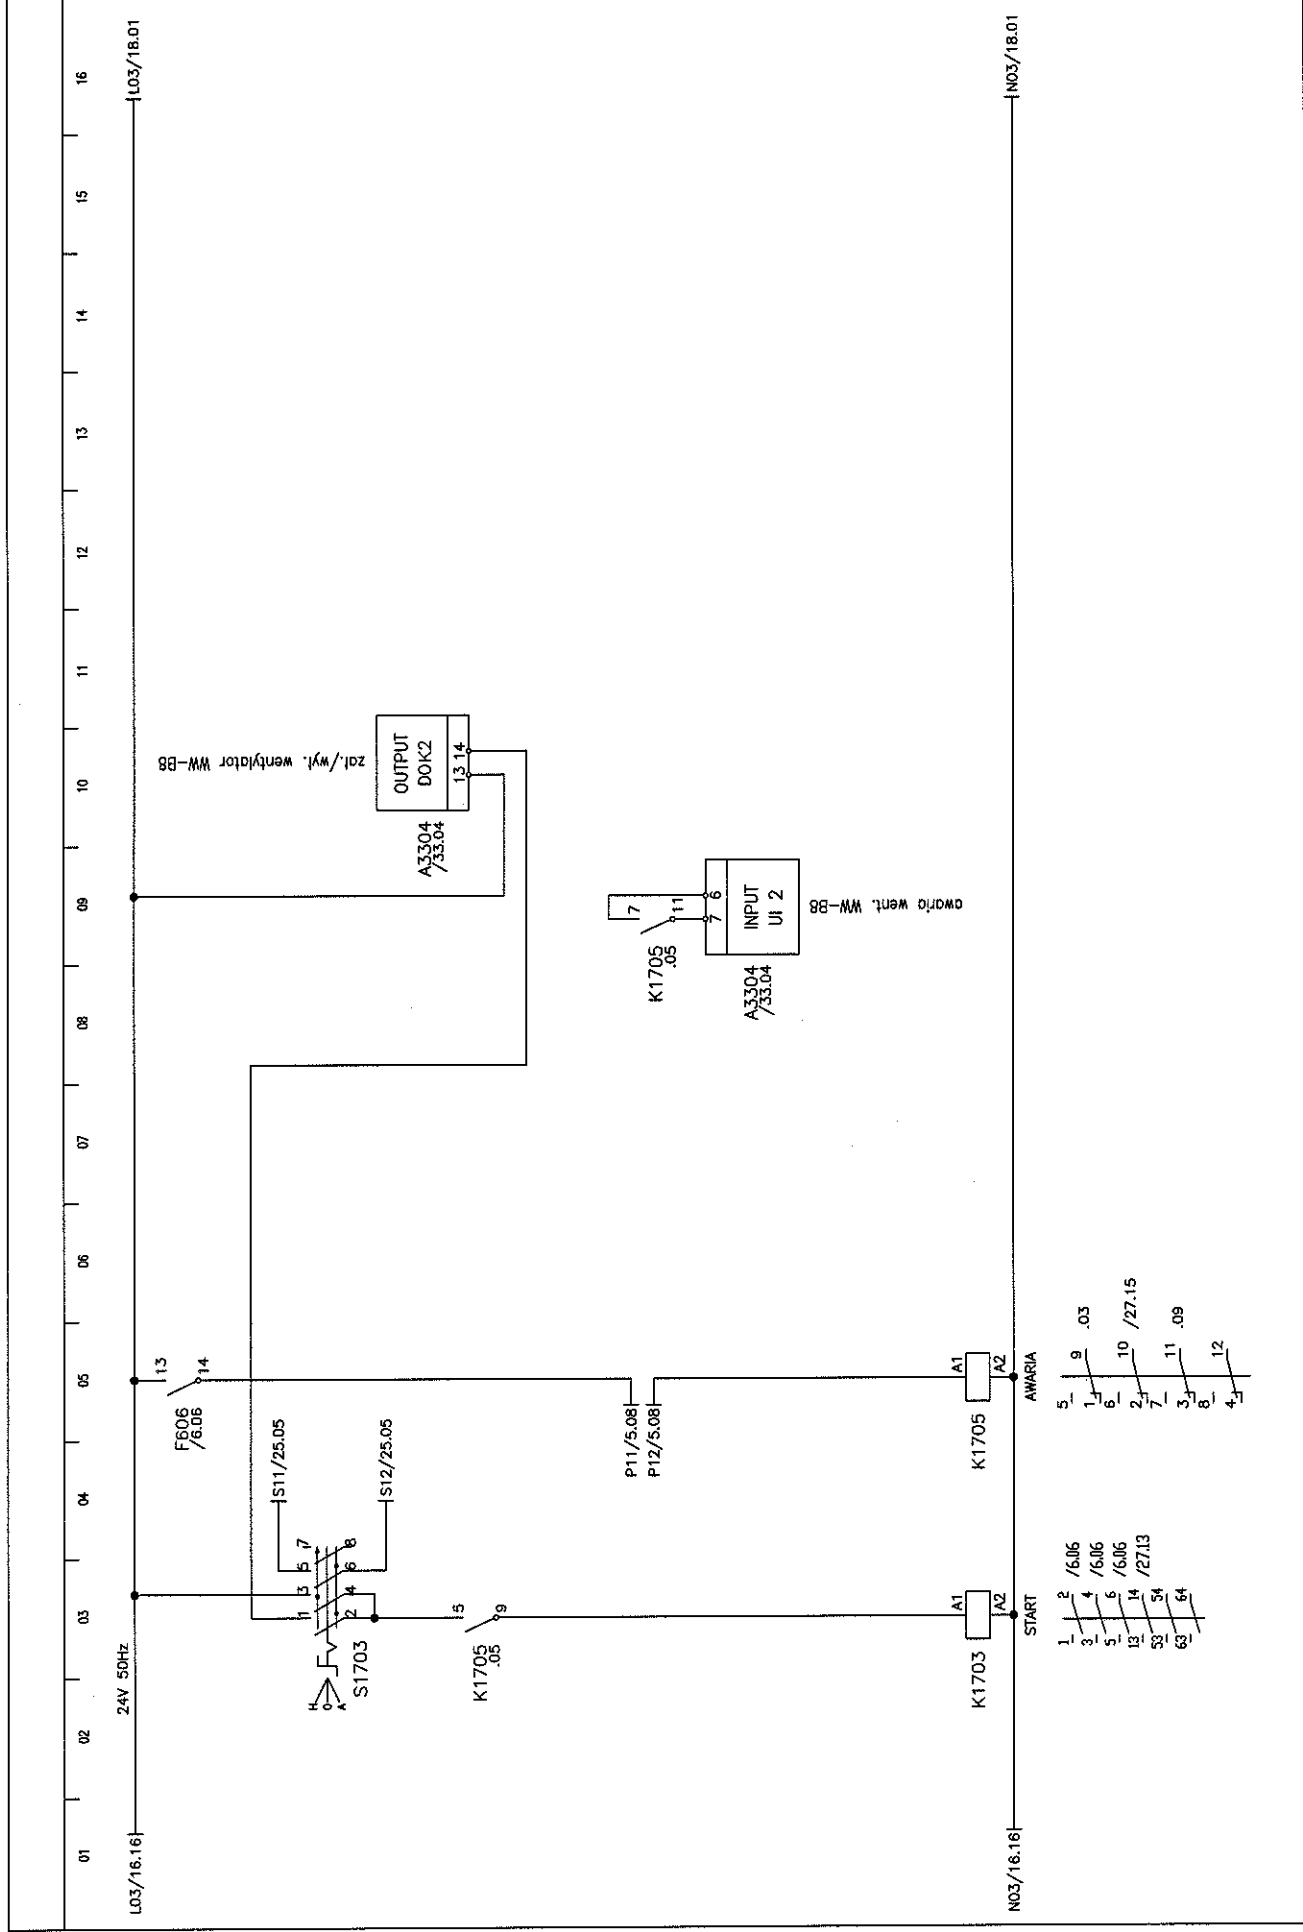 01 02 03 04 05 06 07 08 09 10 11 12 13 14 15 16
L03/16.16
24V 50Hz
L03/18.01
F606
/6.06
13
14
S11/25.05
S12/25.05
H
O
A
S1703
1 3 5 7
2 4 6 8
zał./wył. wentylator WW-B8
OUTPUT
DOK2
13 14
A3304
/33.04
K1705
.05
5
9
P11/5.08
P12/5.08
K1705
.05
7
11
7 6
INPUT
UI 2
A3304
/33.04
awaria went. WW-B8
K1703
A1
A2
K1705
A1
A2
N03/16.16
N03/18.01
START
1 2 /6.06
3 4 /6.06
5 6 /6.06
13 14 /27.13
53 54
63 64
AWARIA
5
1 9 .03
6
2 10 /27.15
7
3 11 .09
8
4 12